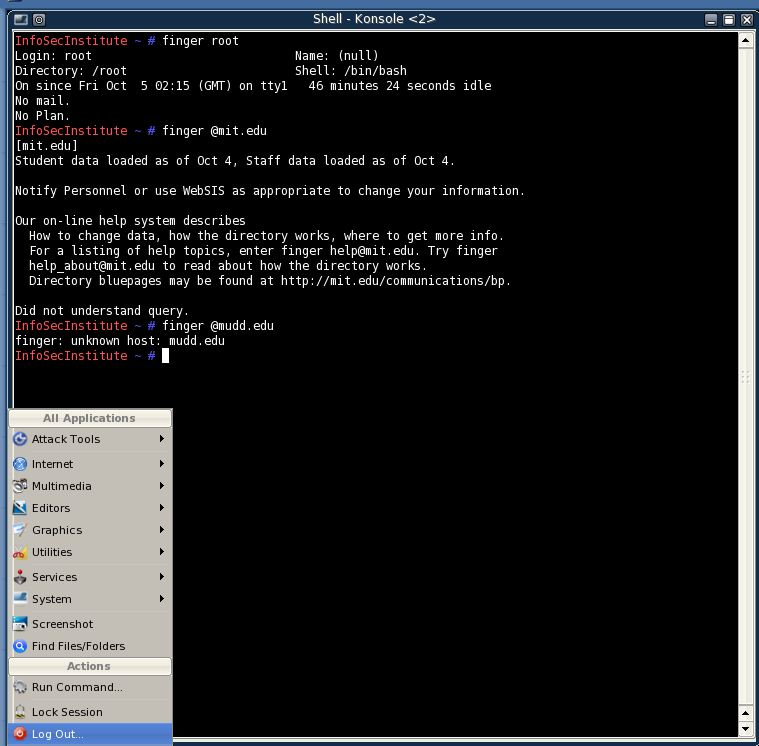 Shell - Konsole <2>
InfoSecInstitute ~ # finger root
Login: root                             Name: (null)
Directory: /root                        Shell: /bin/bash
On since Fri Oct  5 02:15 (GMT) on tty1   46 minutes 24 seconds idle
No mail.
No Plan.
InfoSecInstitute ~ # finger @mit.edu
[mit.edu]
Student data loaded as of Oct 4, Staff data loaded as of Oct 4.
Notify Personnel or use WebSIS as appropriate to change your information.
Our on-line help system describes
  How to change data, how the directory works, where to get more info.
  For a listing of help topics, enter finger help@mit.edu. Try finger
  help_about@mit.edu to read about how the directory works.
  Directory bluepages may be found at http://mit.edu/communications/bp.
Did not understand query.
InfoSecInstitute ~ # finger @mudd.edu
finger: unknown host: mudd.edu
InfoSecInstitute ~ #
All Applications
Attack Tools
Internet
Multimedia
Editors
Graphics
Utilities
Services
System
Screenshot
Find Files/Folders
Actions
Run Command...
Lock Session
Log Out...